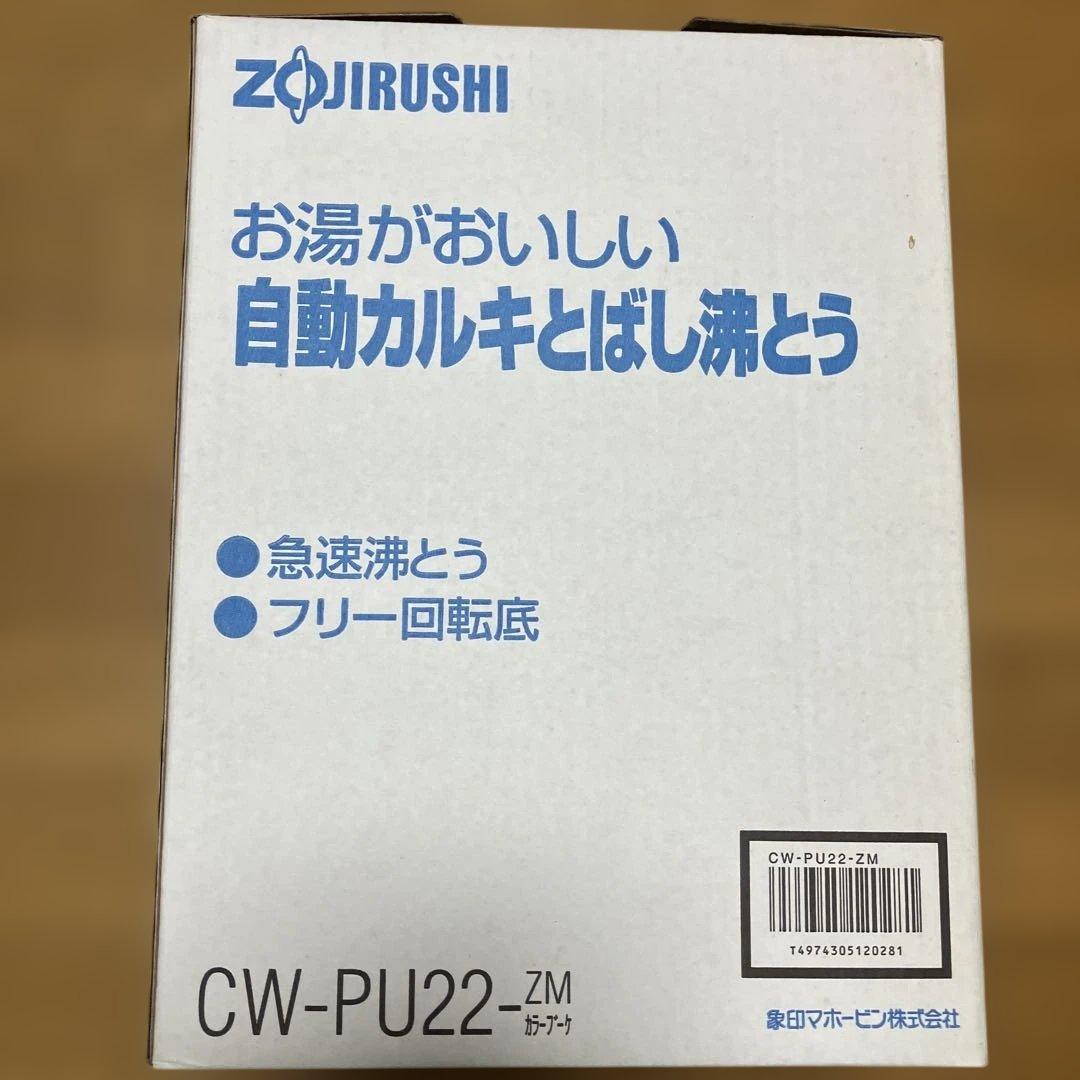 ZOJIRUSHI
お湯がおいしい
自動カルキとばし沸とう
●急速沸とう
●フリー回転底
CW-PU22-ZM
T4974305120281
CW-PU22-ZM
カラーブーケ
象印マホービン株式会社